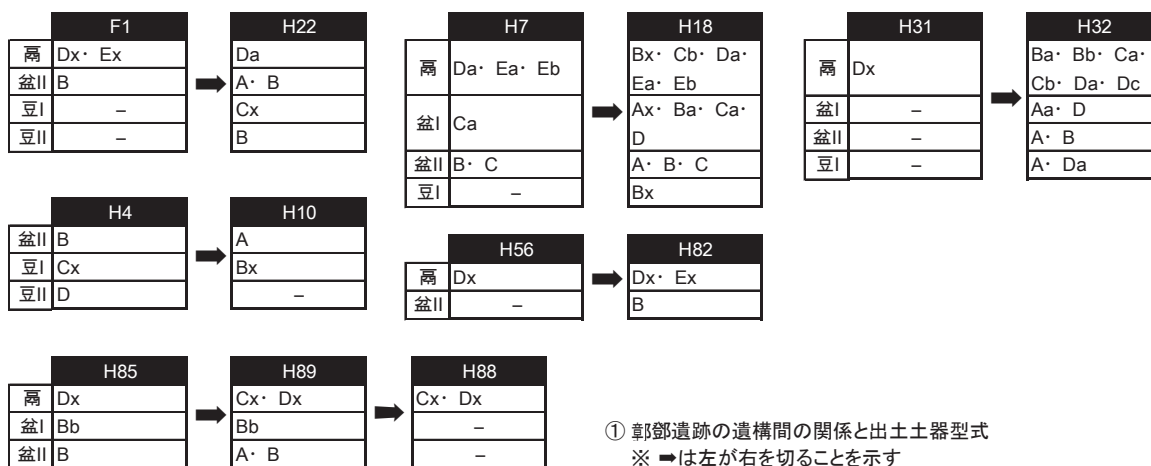 F1 H22
鬲 Dx・Ex Da
盆II B A・B
豆I – Cx
豆II – B
H7 H18
鬲 Da・Ea・Eb Bx・Cb・Da・
Ea・Eb
盆I Ca Ax・Ba・Ca・
D
盆II B・C A・B・C
豆I – Bx
H31 H32
鬲 Dx Ba・Bb・Ca・
Cb・Da・Dc
盆I – Aa・D
盆II – A・B
豆I – A・Da
H4 H10
盆II B A
豆I Cx Bx
豆II D –
H56 H82
鬲 Dx Dx・Ex
盆II – B
H85 H89 H88
鬲 Dx Cx・Dx Cx・Dx
盆I Bb Bb –
盆II B A・B –
① 鄣鄧遺跡の遺構間の関係と出土土器型式
※ ➡は左が右を切ることを示す